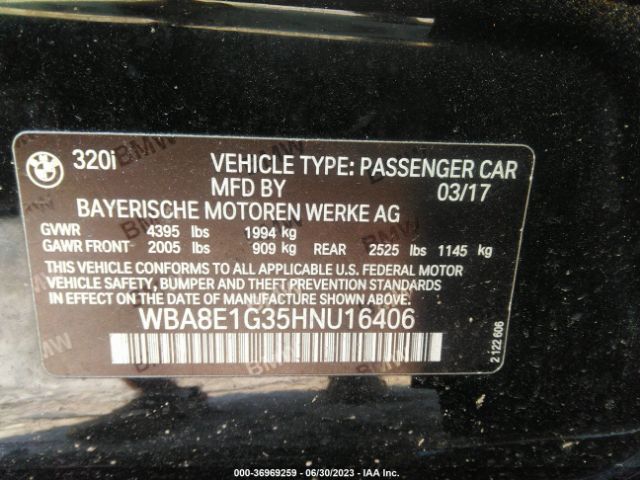 320i
VEHICLE TYPE: PASSENGER CAR
MFD BY 03/17
BAYERISCHE MOTOREN WERKE AG
GVWR 4395 lbs 1994 kg
GAWR FRONT 2005 lbs 909 kg REAR 2525 lbs 1145 kg
THIS VEHICLE CONFORMS TO ALL APPLICABLE U.S. FEDERAL MOTOR
VEHICLE SAFETY, BUMPER AND THEFT PREVENTION STANDARDS
IN EFFECT ON THE DATE OF MANUFACTURE SHOWN ABOVE.
WBA8E1G35HNU16406
2 122 606
000-36969259 - 06/30/2023 - IAA Inc.